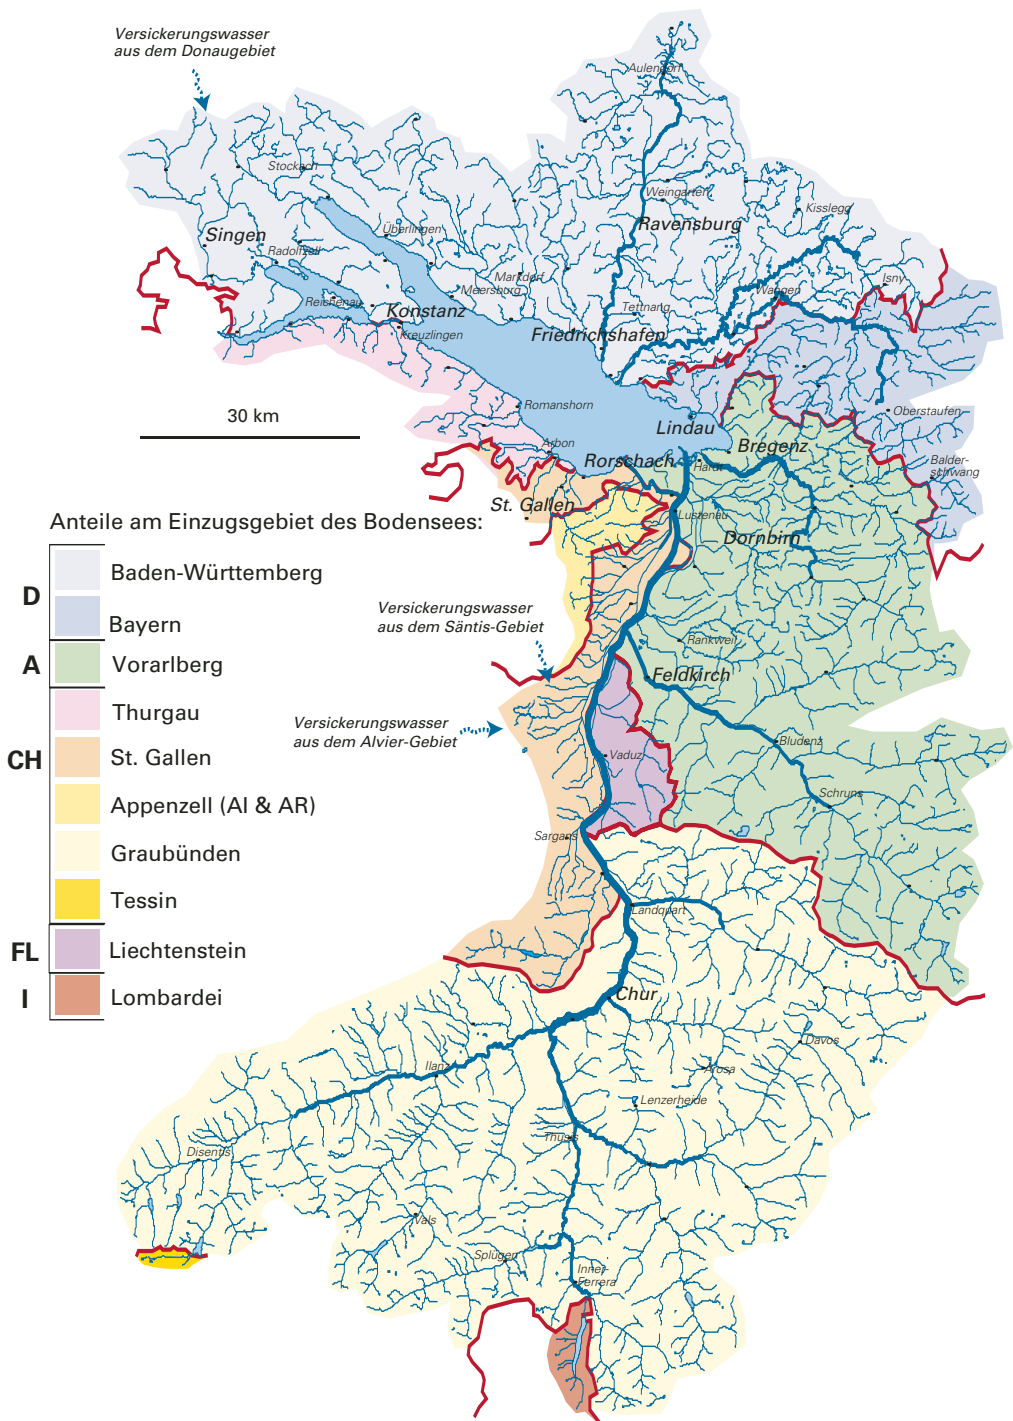 Versickerungswasser
aus dem Donaugebiet
Aulendorf
Stockach
Weingarten
Kisslegg
Ravensburg
Überlingen
Singen
Radolfzell
Markdorf
Meersburg
Isny
Wangen
Reichenau
Konstanz
Tettnang
Kreuzlingen
Friedrichshafen
30 km
Romanshorn
Oberstaufen
Lindau
Arbon
Bregenz
Rorschach
Hard
Balder-
schwang
St. Gallen
Lustenau
Dornbirn
Anteile am Einzugsgebiet des Bodensees:
D
Baden-Württemberg
Bayern
A
Vorarlberg
CH
Thurgau
St. Gallen
Appenzell (AI & AR)
Graubünden
Tessin
FL
Liechtenstein
I
Lombardei
Versickerungswasser
aus dem Säntis-Gebiet
Rankweil
Feldkirch
Versickerungswasser
aus dem Alvier-Gebiet
Vaduz
Bludenz
Schruns
Sargans
Landquart
Chur
Davos
Ilanz
Arosa
Lenzerheide
Thusis
Disentis
Vals
Splügen
Inner-
Ferrera